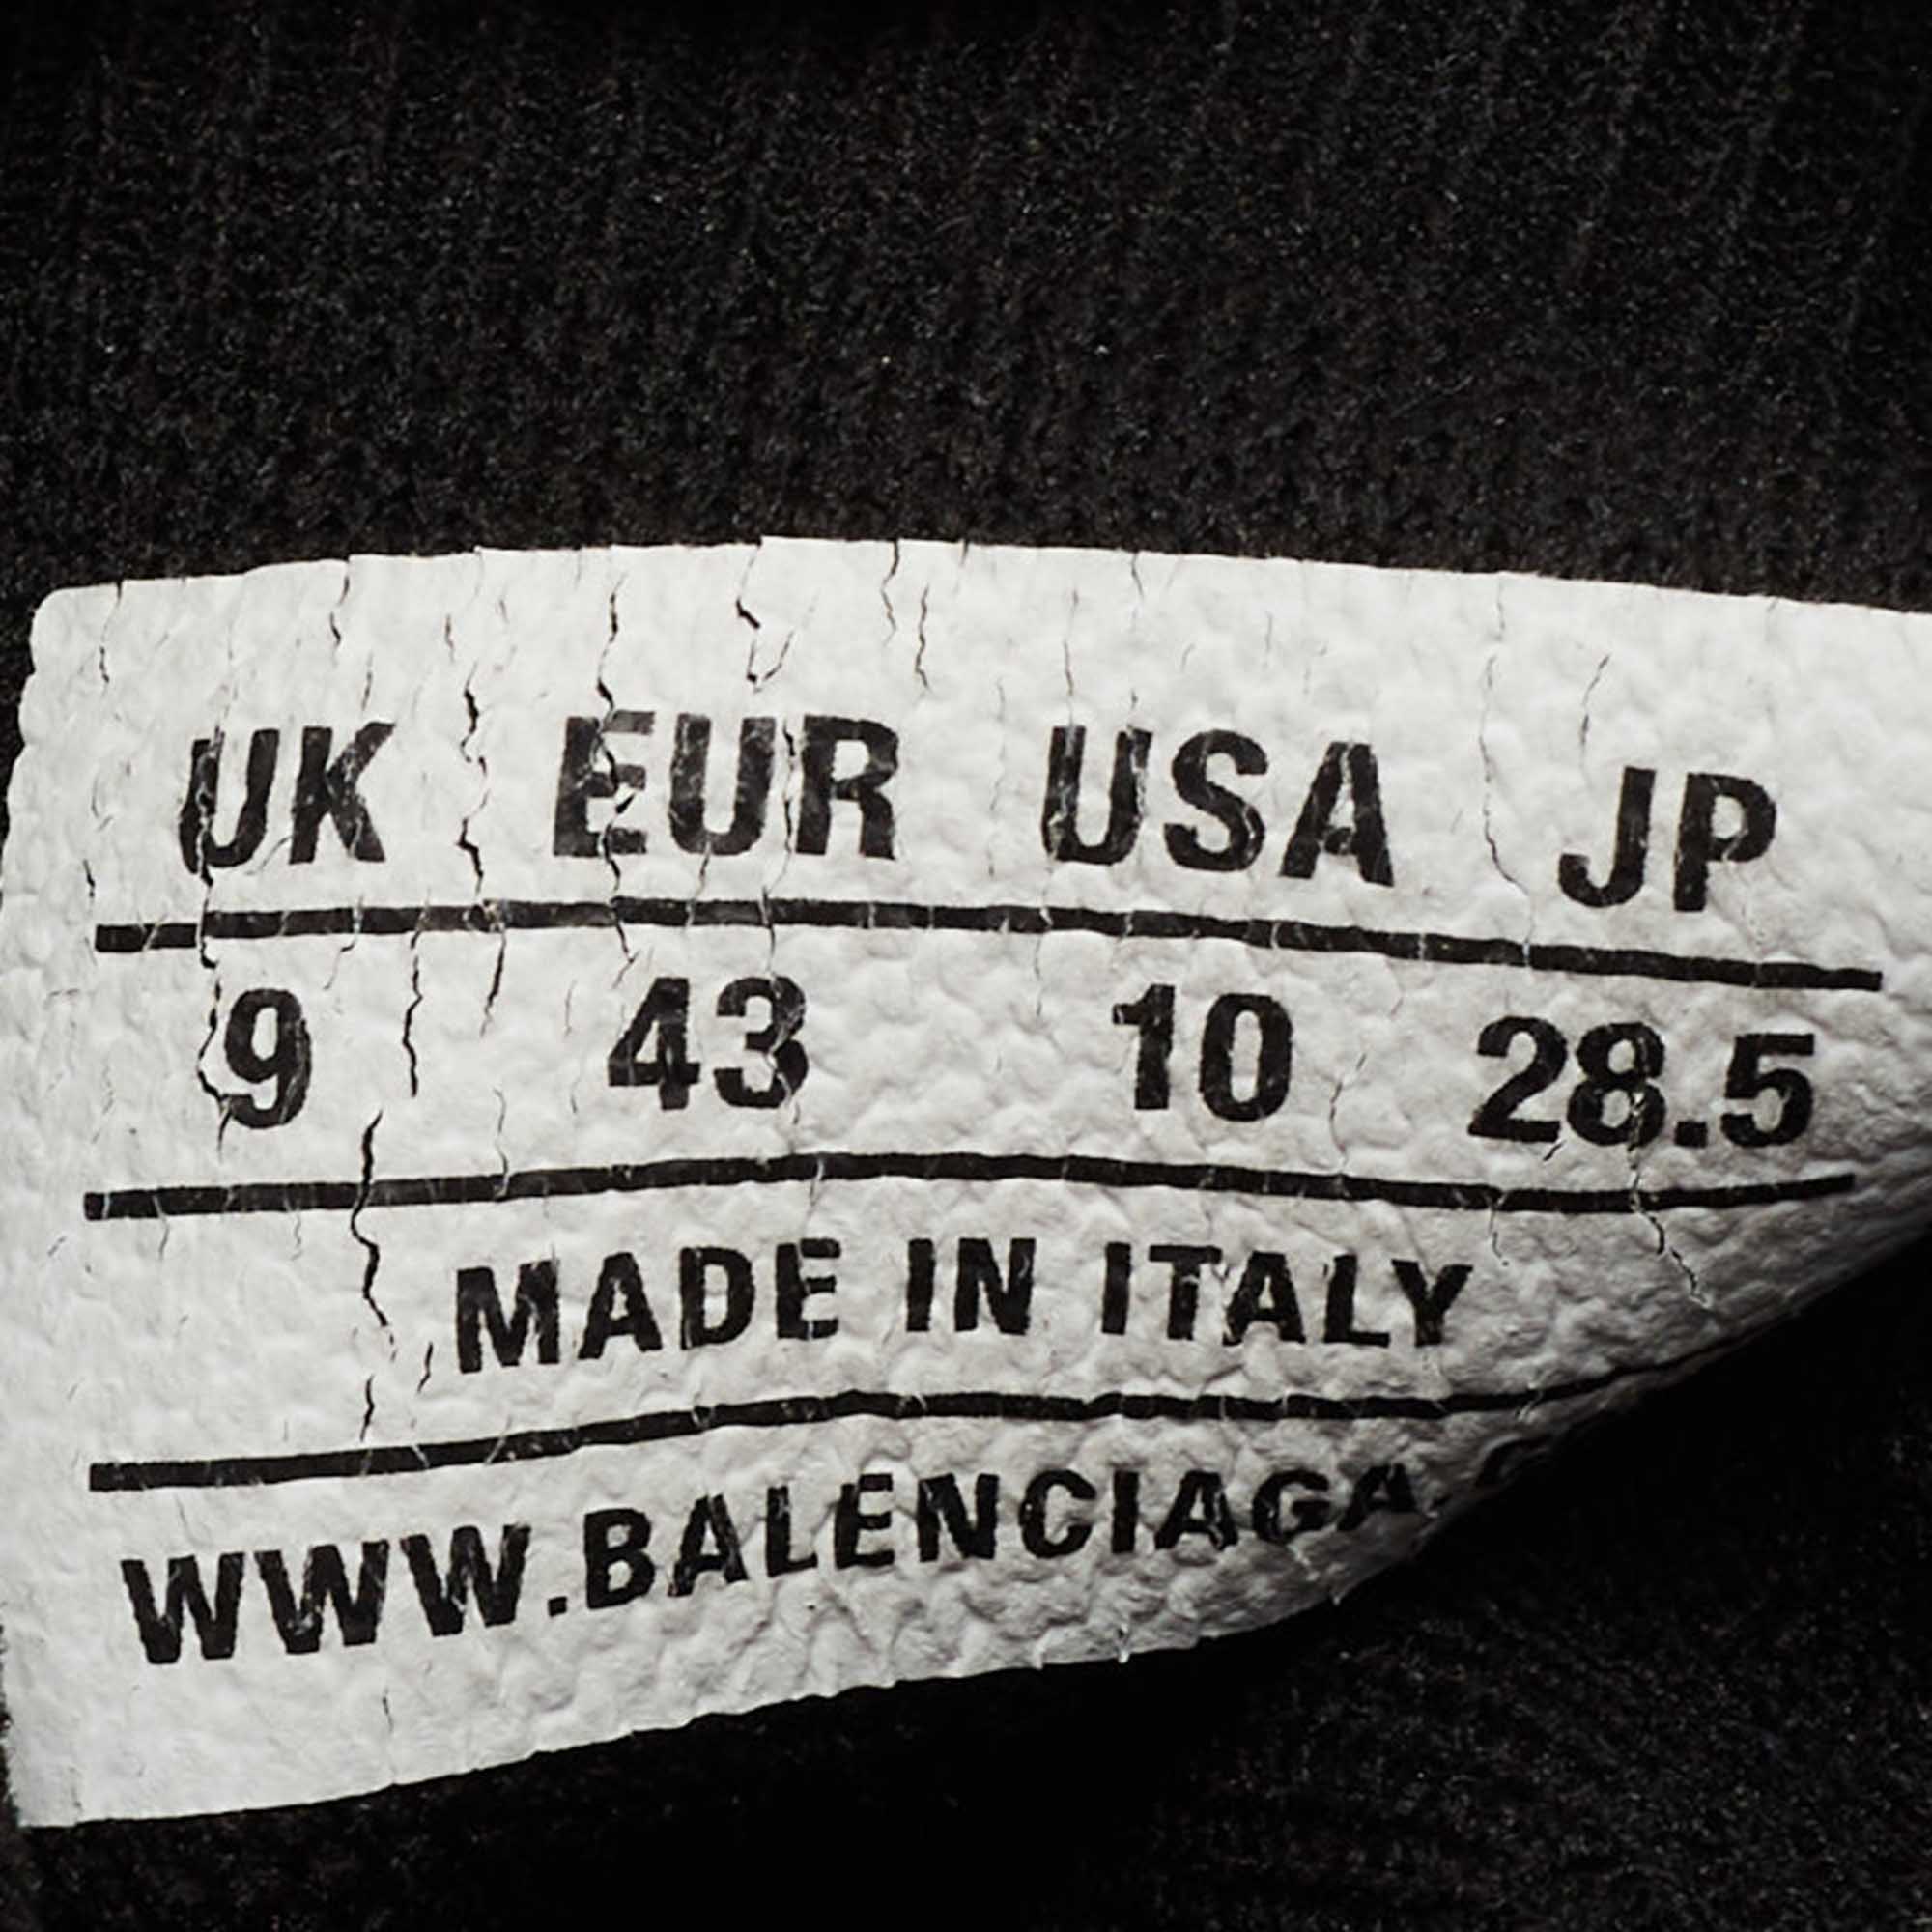 UK EUR USA JP
9 43 10 28.5
MADE IN ITALY
WWW.BALENCIAGA.